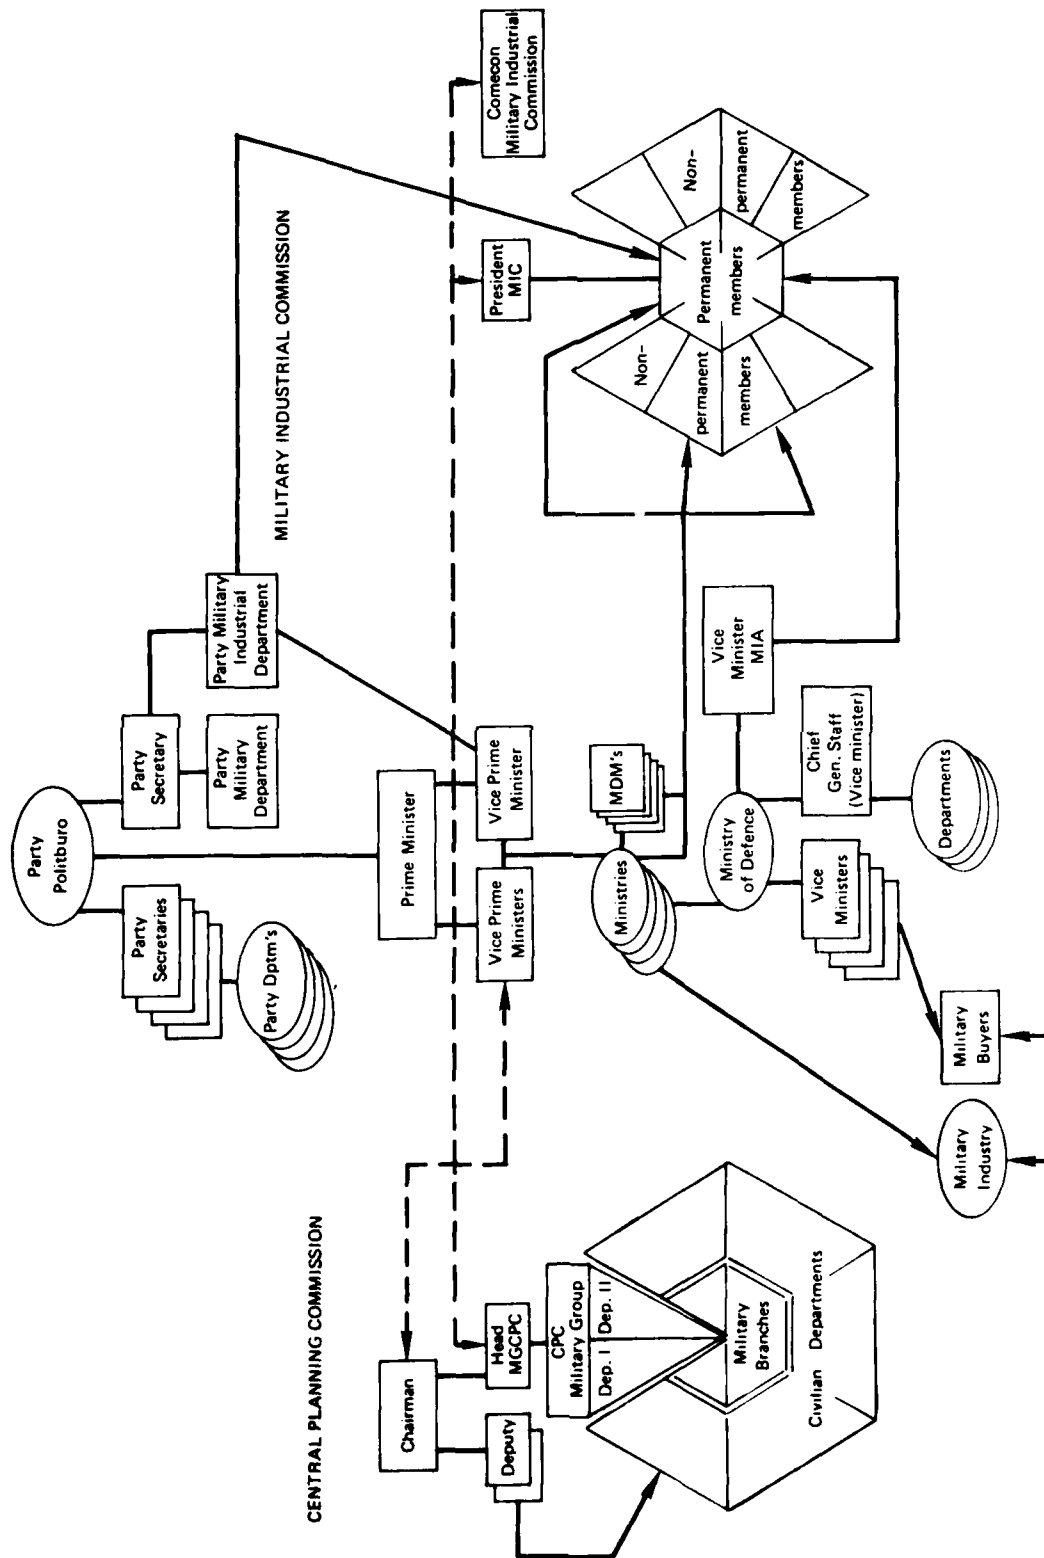 Party
Politburo
Party
Secretaries
Party Dptm's
Party
Secretary
Party
Military
Department
Party Military
Industrial
Department
MILITARY INDUSTRIAL COMMISSION
CENTRAL PLANNING COMMISSION
Chairman
Deputy
Head
MGCPC
CPC
Military Group
Dep. I
Dep. II
Military
Branches
Civilian Departments
Prime Minister
Vice Prime
Ministers
Vice Prime
Minister
Ministries
MDM's
Ministry
of Defence
Vice
Ministers
Chief
Gen. Staff
(Vice minister)
Departments
Vice
Minister
MIA
Military
Industry
Military
Buyers
President
MIC
Comecon
Military Industrial
Commission
Non-
permanent
members
Permanent
members
Non-
permanent
members